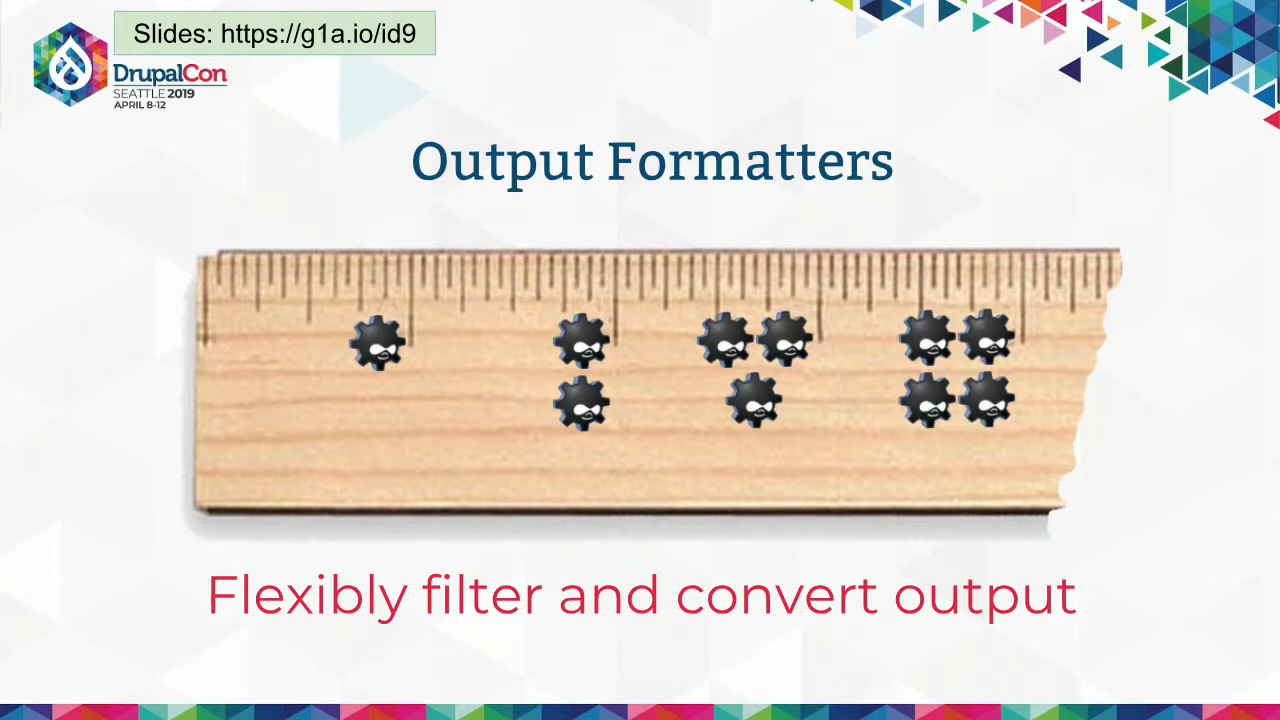 Slides: https://g1a.io/id9
DrupalCon
SEATTLE 2019
APRIL 8-12
Output Formatters
Flexibly filter and convert output